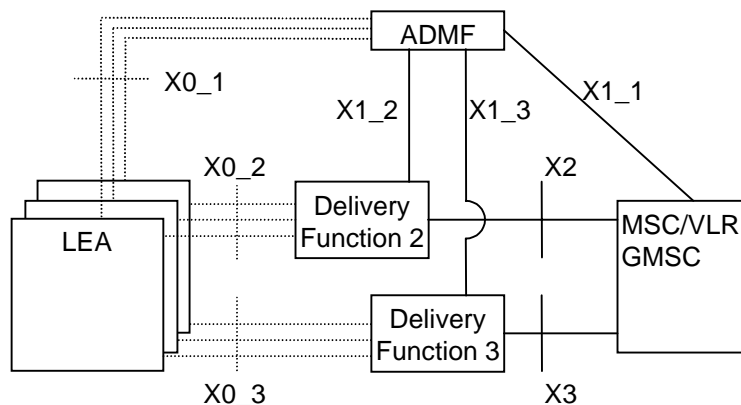 ADMF
X0_1
X1_2
X1_3
X1_1
X0_2
X2
LEA
Delivery
Function 2
MSC/VLR
GMSC
Delivery
Function 3
X0_3
X3